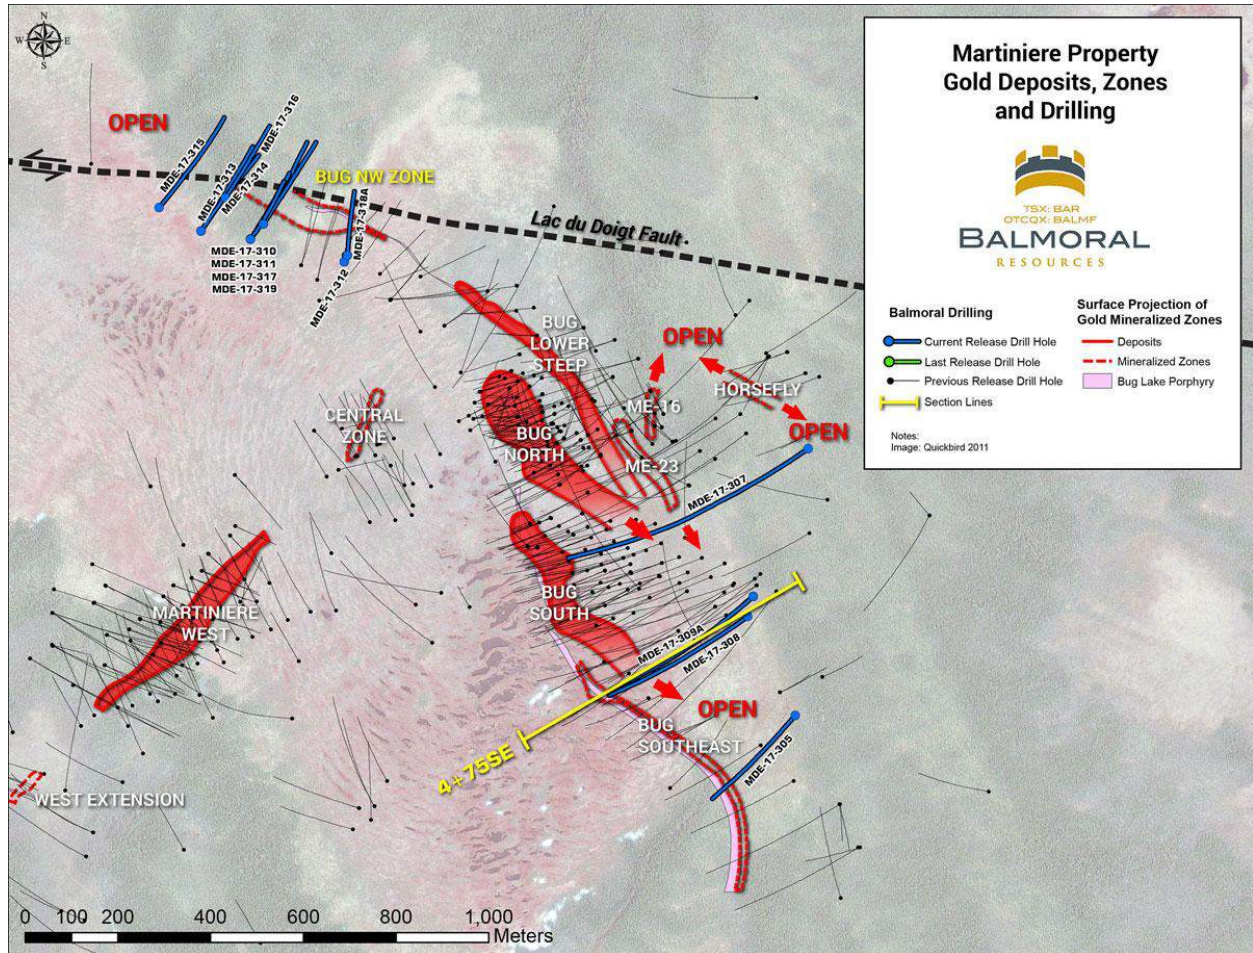 N
W
E
S
OPEN
MDE-17-315
MDE-17-313
MDE-17-314
MDE-17-316
BUG NW ZONE
MDE-17-318A
MDE-17-310
MDE-17-311
MDE-17-317
MDE-17-319
MDE-17-312
Lac du Doigt Fault
BUG
LOWER
STEEP
OPEN
HORSEFLY
ME-16
OPEN
CENTRAL
ZONE
BUG
NORTH
ME-23
MDE-17-307
BUG
SOUTH
MARTINIERE
WEST
MDE-17-309A
MDE-17-308
OPEN
BUG
SOUTHEAST
MDE-17-305
4+75SE
WEST EXTENSION
0 100 200 400 600 800 1,000
Meters
Martiniere Property
Gold Deposits, Zones
and Drilling
TSX: BAR
OTCQX: BALMF
BALMORAL
RESOURCES
Balmoral Drilling
Current Release Drill Hole
Last Release Drill Hole
Previous Release Drill Hole
Section Lines
Surface Projection of
Gold Mineralized Zones
Deposits
Mineralized Zones
Bug Lake Porphyry
Notes:
Image: Quickbird 2011